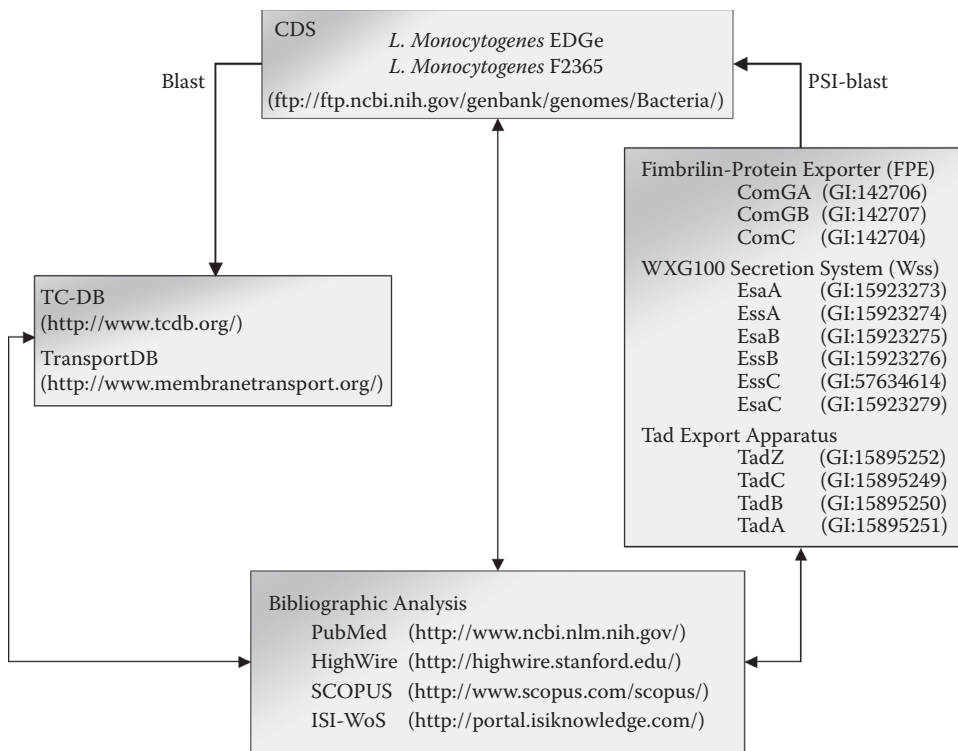 CDS
L. Monocytogenes EDGe
L. Monocytogenes F2365
(ftp://ftp.ncbi.nih.gov/genbank/genomes/Bacteria/)
Blast
PSI-blast
Fimbrilin-Protein Exporter (FPE)
ComGA (GI:142706)
ComGB (GI:142707)
ComC (GI:142704)
WXG100 Secretion System (Wss)
EsaA (GI:15923273)
EssA (GI:15923274)
EsaB (GI:15923275)
EssB (GI:15923276)
EssC (GI:57634614)
EsaC (GI:15923279)
Tad Export Apparatus
TadZ (GI:15895252)
TadC (GI:15895249)
TadB (GI:15895250)
TadA (GI:15895251)
TC-DB
(http://www.tcdb.org/)
TransportDB
(http://www.membranetransport.org/)
Bibliographic Analysis
PubMed (http://www.ncbi.nlm.nih.gov/)
HighWire (http://highwire.stanford.edu/)
SCOPUS (http://www.scopus.com/scopus/)
ISI-WoS (http://portal.isiknowledge.com/)